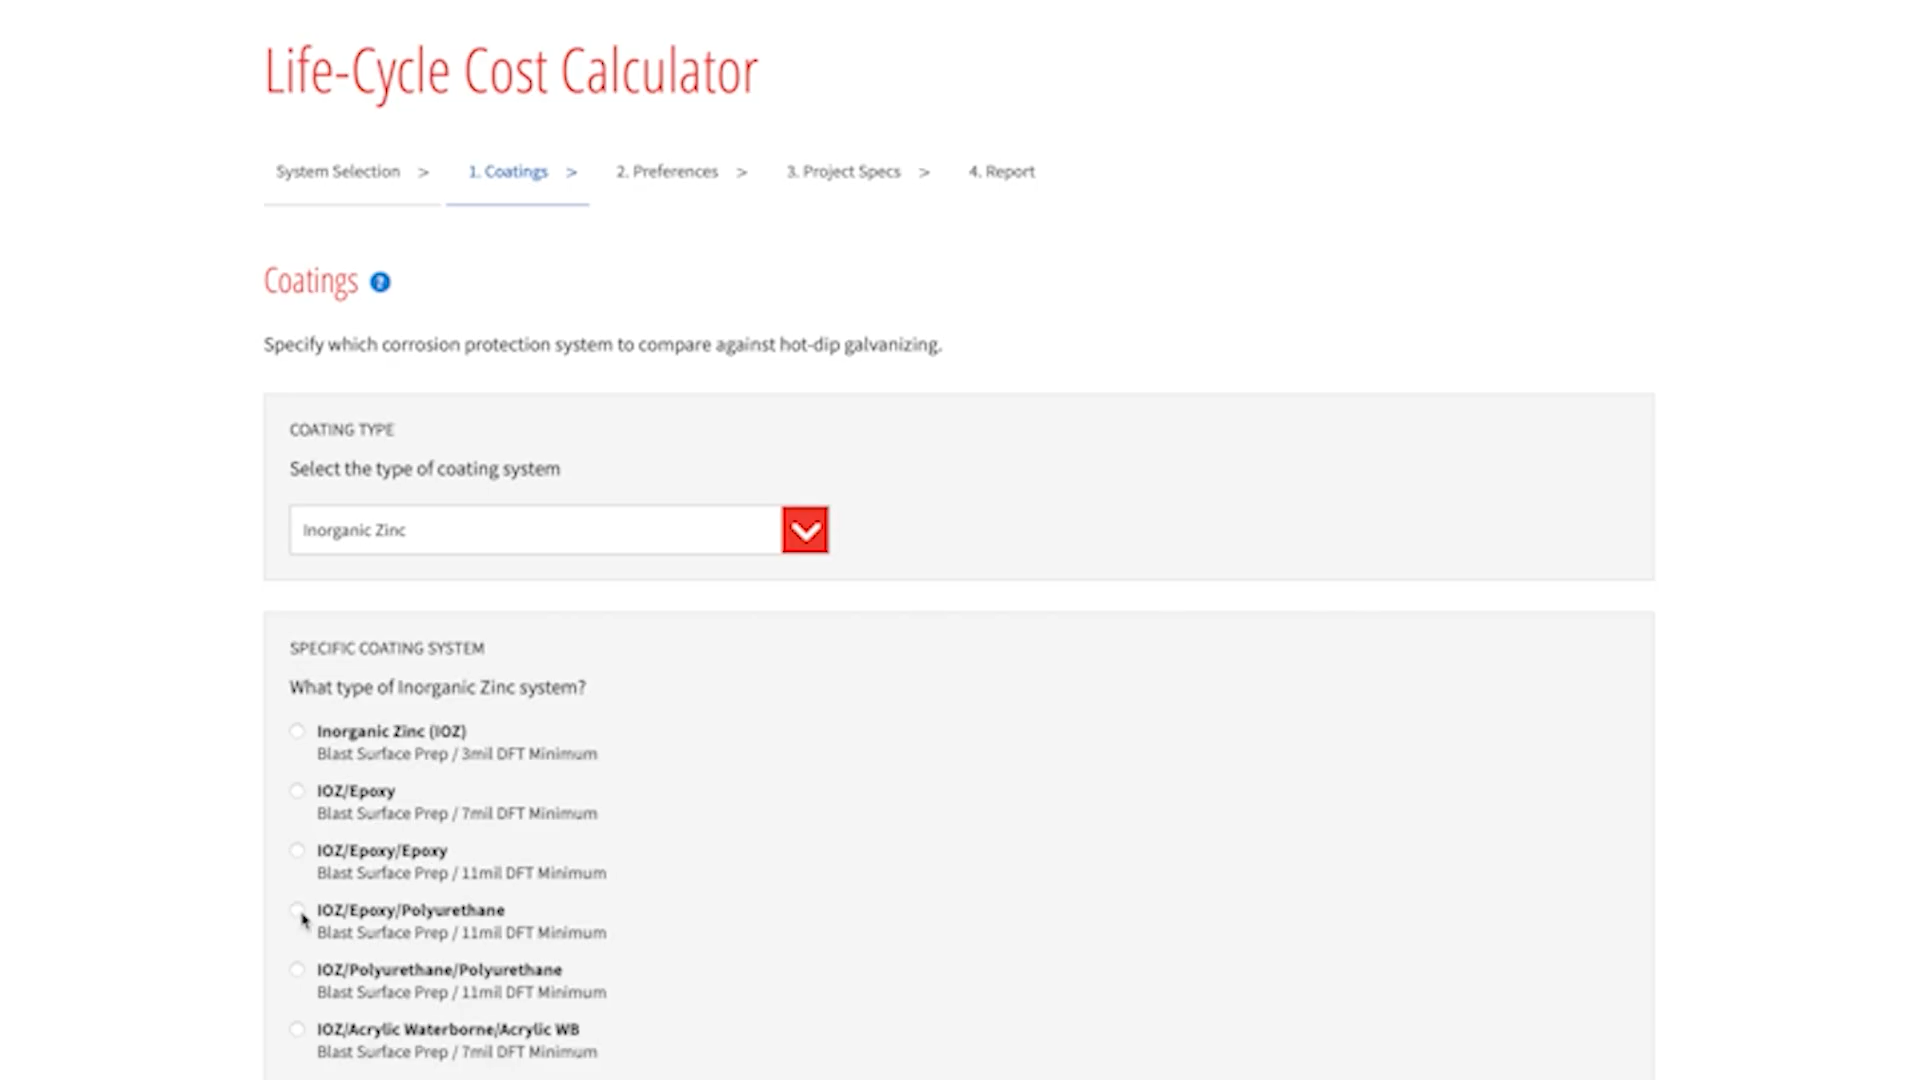 Life-Cycle Cost Calculator
System Selection > 1. Coatings > 2. Preferences > 3. Project Specs > 4. Report
Coatings ?
Specify which corrosion protection system to compare against hot-dip galvanizing.
COATING TYPE
Select the type of coating system
Inorganic Zinc
SPECIFIC COATING SYSTEM
What type of Inorganic Zinc system?
Inorganic Zinc (IOZ)
Blast Surface Prep / 3mil DFT Minimum
IOZ/Epoxy
Blast Surface Prep / 7mil DFT Minimum
IOZ/Epoxy/Epoxy
Blast Surface Prep / 11mil DFT Minimum
IOZ/Epoxy/Polyurethane
Blast Surface Prep / 11mil DFT Minimum
IOZ/Polyurethane/Polyurethane
Blast Surface Prep / 11mil DFT Minimum
IOZ/Acrylic Waterborne/Acrylic WB
Blast Surface Prep / 7mil DFT Minimum